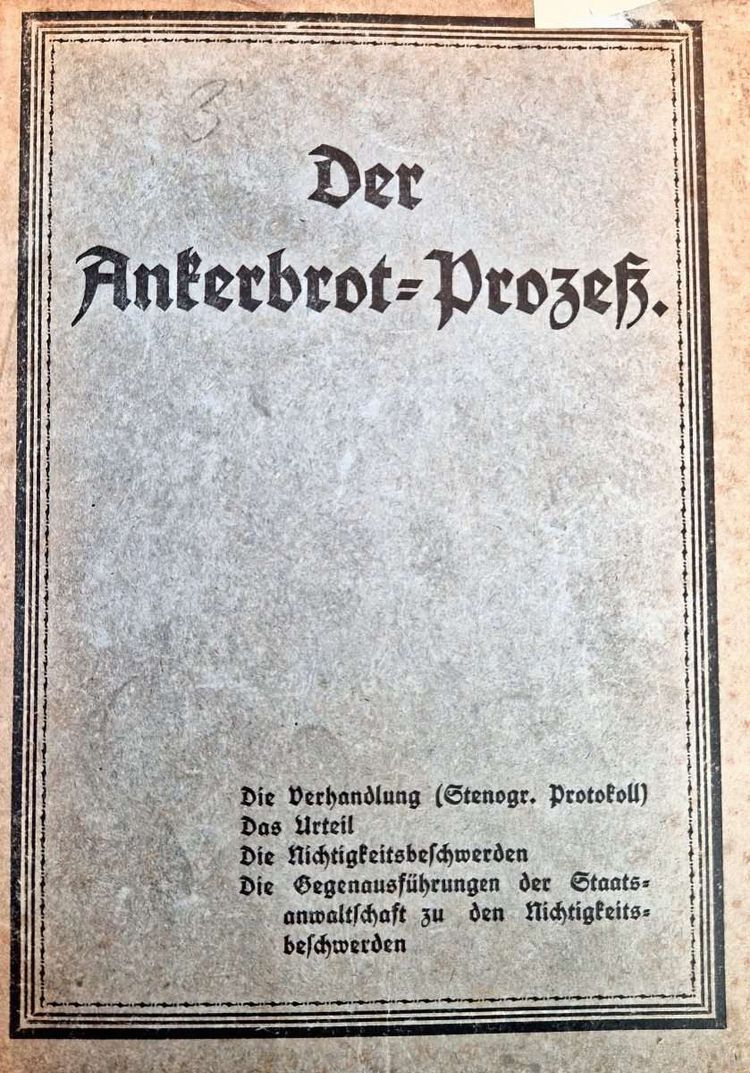 3
Der
Ankerbrot=Prozeß.
Die Verhandlung (Stenogr. Protokoll)
Das Urteil
Die Nichtigkeitsbeschwerden
Die Gegenausführungen der Staats=
anwaltschaft zu den Nichtigkeits=
beschwerden